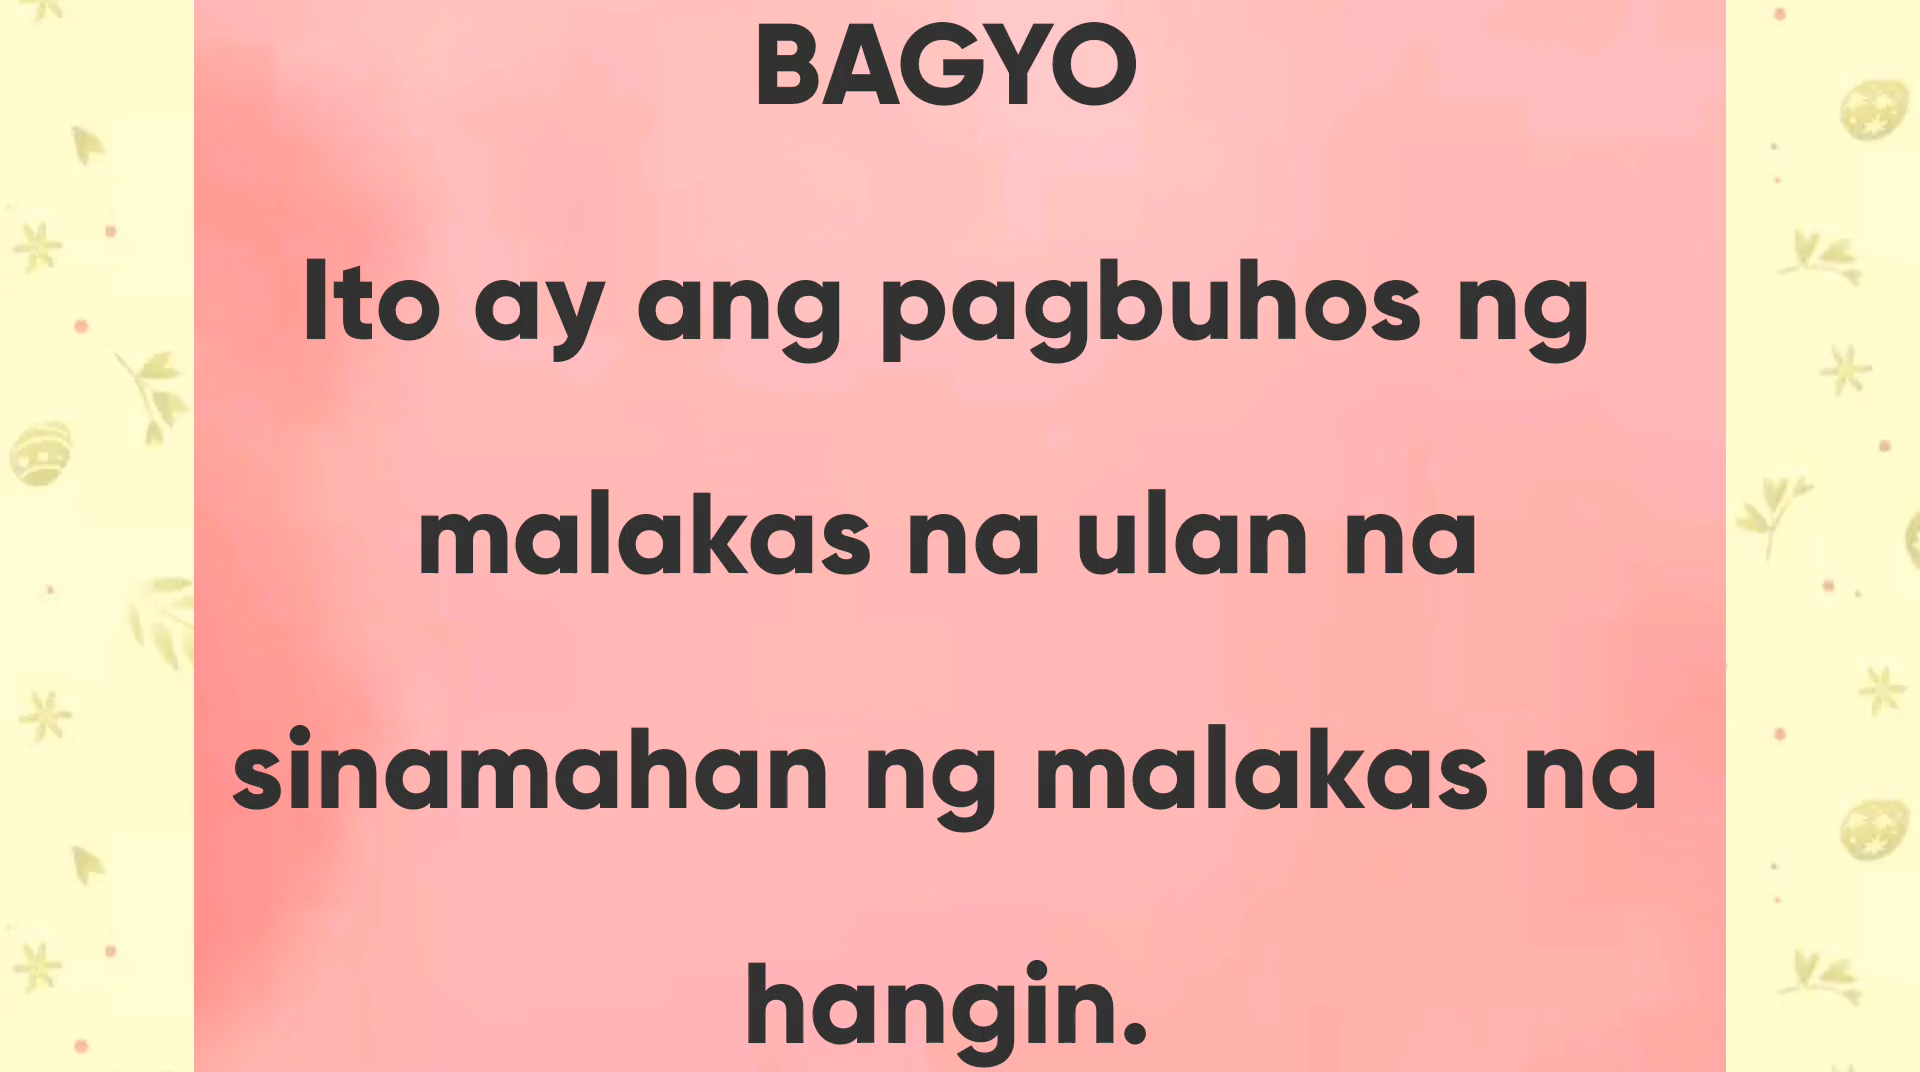 BAGYO
Ito ay ang pagbuhos ng
malakas na ulan na
sinamahan ng malakas na
hangin.